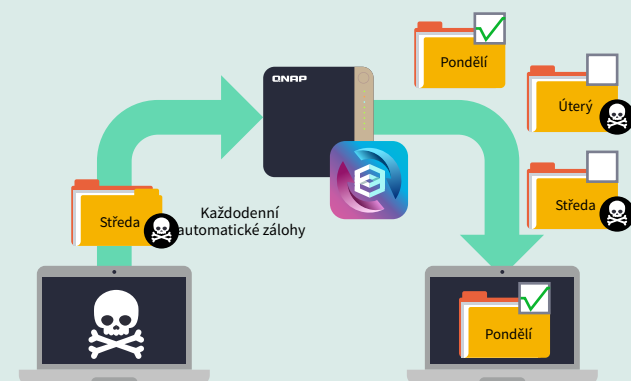 Pondělí
QNAP
Úterý
Středa
Středa
Každodenní
automatické zálohy
Pondělí